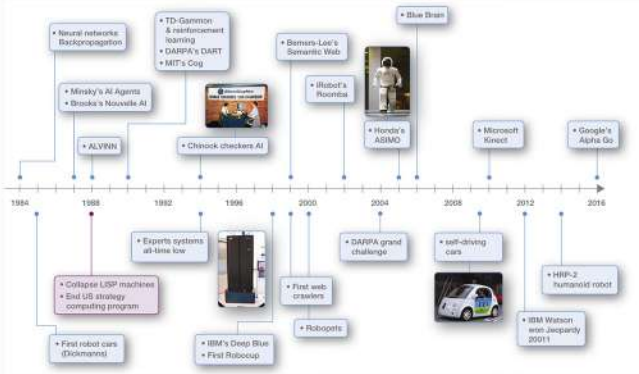 • Neural networks
Backpropagation
• TD-Gammon
& reinforcement
learning
• DARPA's DART
• MIT's Cog
• Berners-Lee's
Semantic Web
• Blue Brain
• Minsky's AI Agents
• Brooks's Nouvelle AI
• iRobot's
Roomba
• ALVINN
• Chinook checkers AI
• Honda's
ASIMO
• Microsoft
Kinect
• Google's
Alpha Go
1984
1988
1992
1996
2000
2004
2008
2012
2016
• Experts systems
all-time low
• DARPA grand
challenge
• self-driving
cars
• Collapse LISP machines
• End US strategy
computing program
• First web
crawlers
• HRP-2
humanoid robot
• Robopets
• IBM Watson
won Jeopardy
20011
• First robot cars
(Dickmanns)
• IBM's Deep Blue
• First Robocup